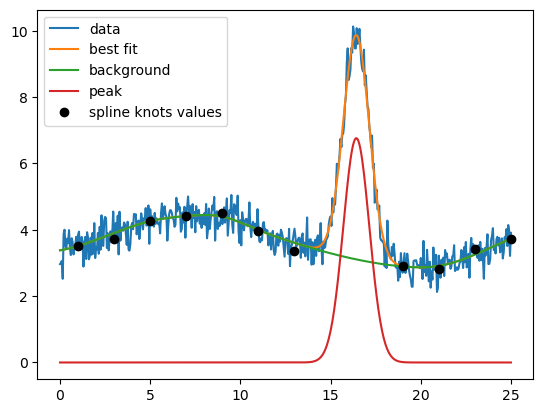 data
best fit
background
peak
spline knots values
10
8
6
4
2
0
0 5 10 15 20 25